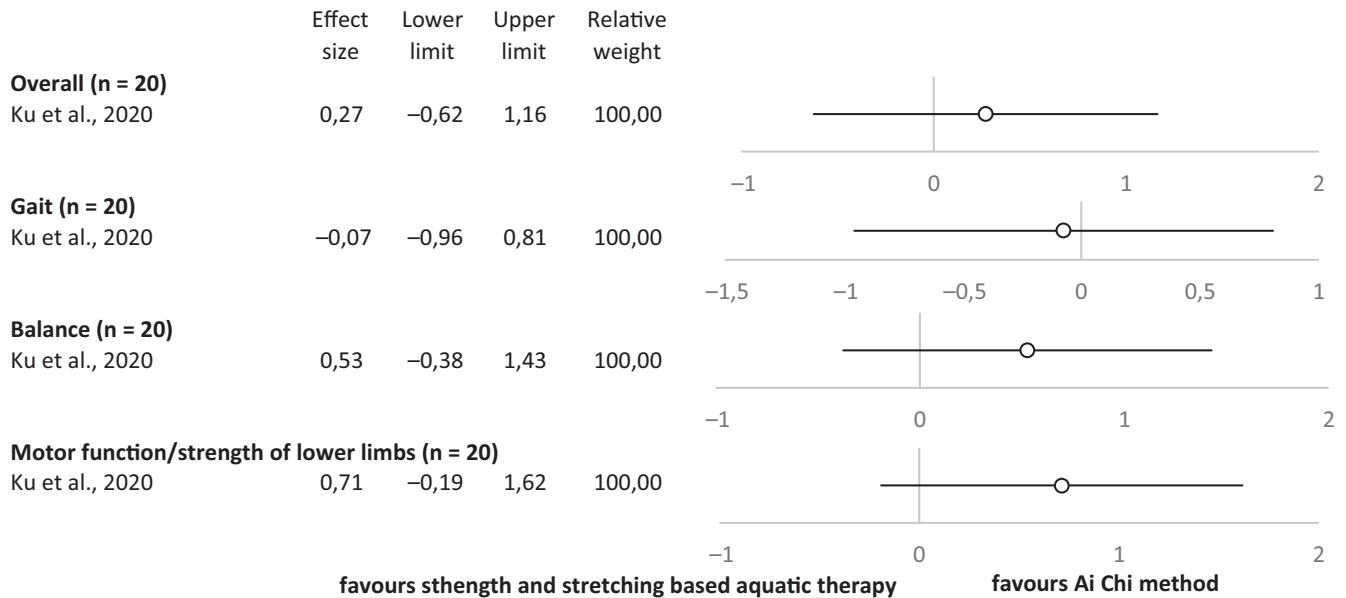 Effect Lower Upper Relative
size limit limit weight
Overall (n = 20)
Ku et al., 2020 0,27 –0,62 1,16 100,00
–1 0 1 2
Gait (n = 20)
Ku et al., 2020 –0,07 –0,96 0,81 100,00
–1,5 –1 –0,5 0 0,5 1
Balance (n = 20)
Ku et al., 2020 0,53 –0,38 1,43 100,00
–1 0 1 2
Motor function/strength of lower limbs (n = 20)
Ku et al., 2020 0,71 –0,19 1,62 100,00
–1 0 1 2
favours sthength and stretching based aquatic therapy favours Ai Chi method